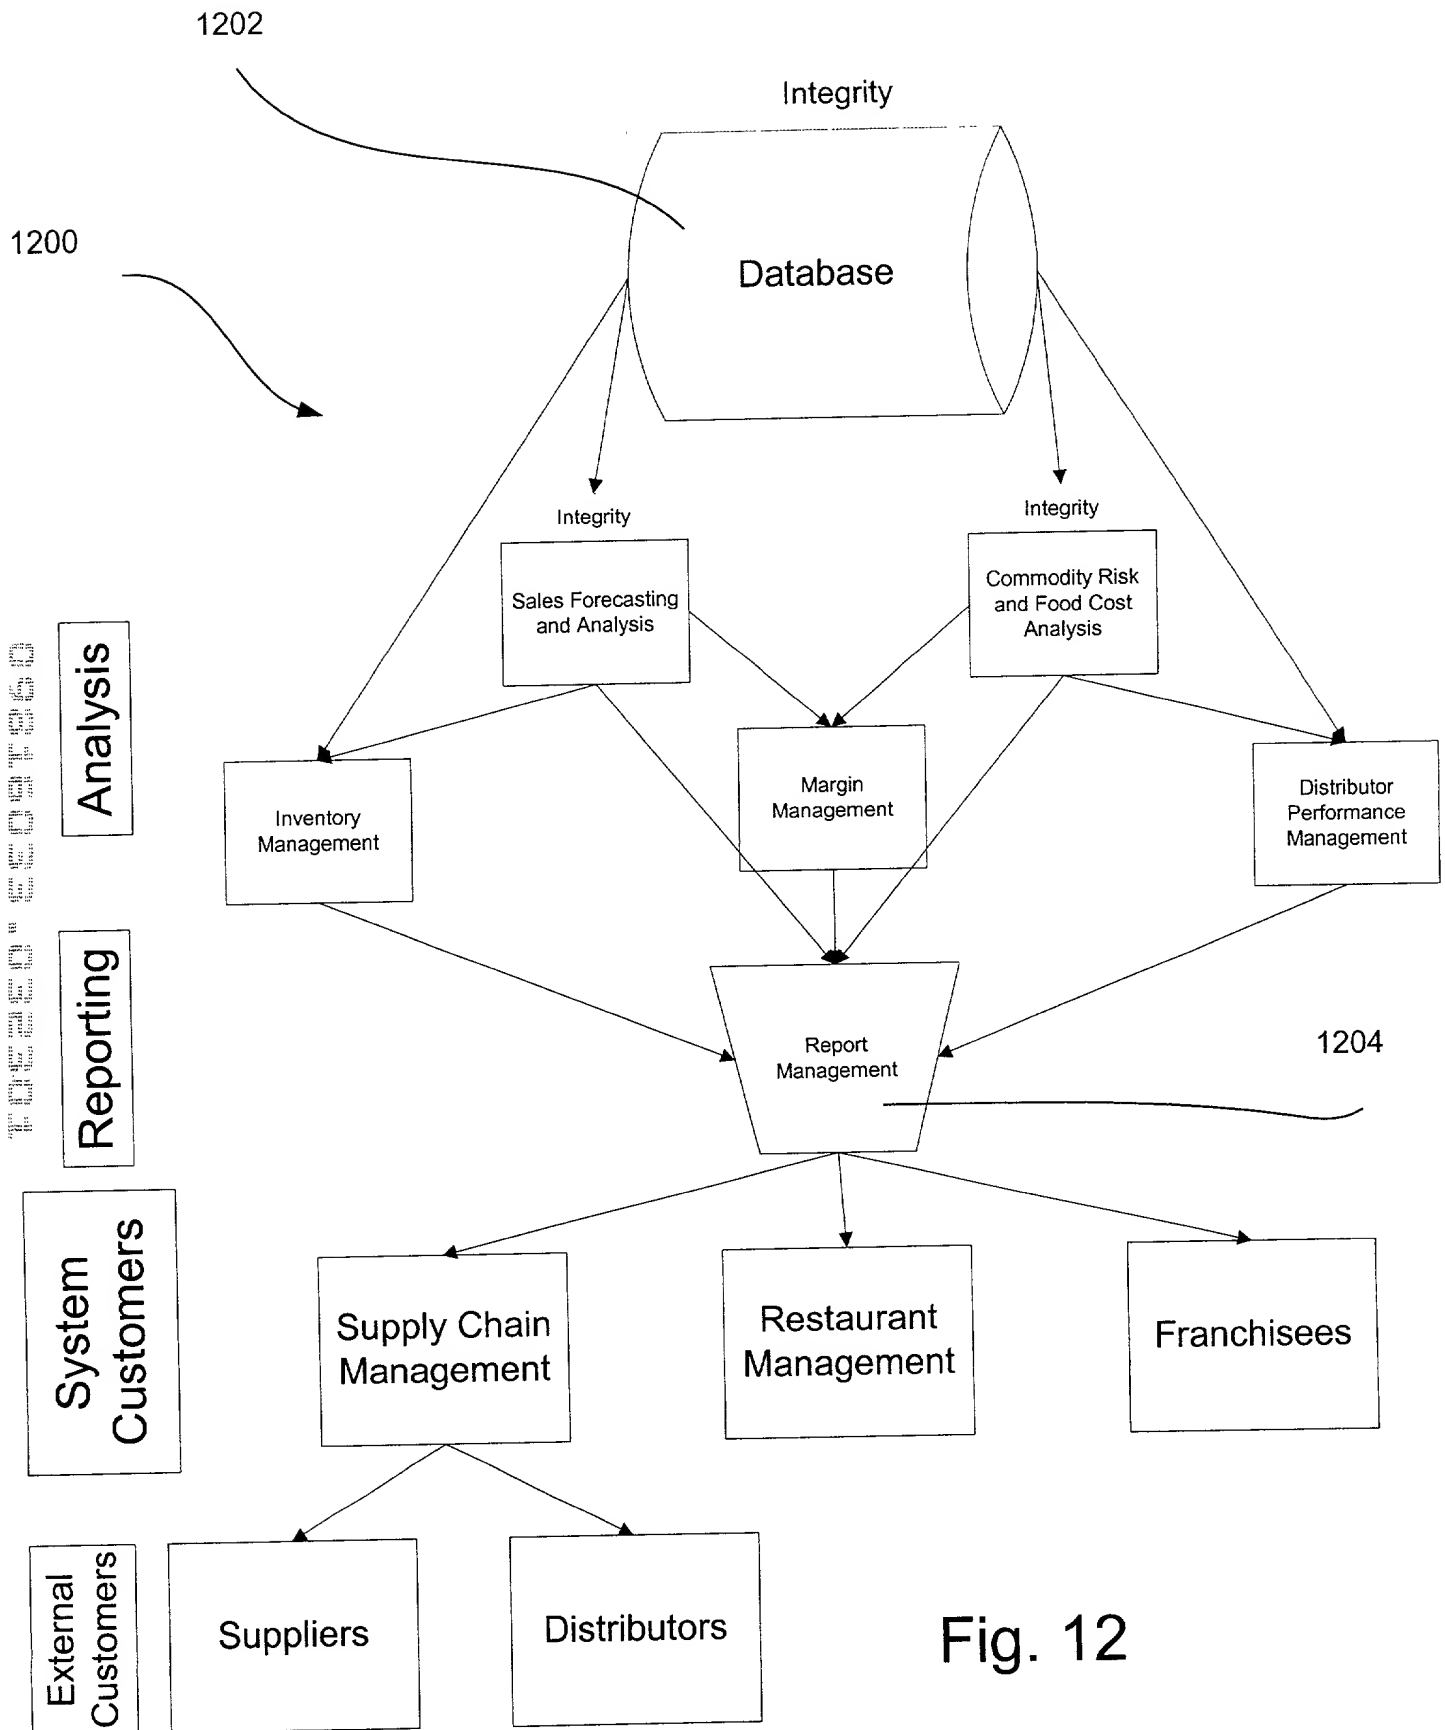 1202
Integrity
1200
Database
Integrity
Integrity
Sales Forecasting
and Analysis
Commodity Risk
and Food Cost
Analysis
Analysis
Inventory
Management
Margin
Management
Distributor
Performance
Management
Reporting
Report
Management
1204
System
Customers
Supply Chain
Management
Restaurant
Management
Franchisees
External
Customers
Suppliers
Distributors
Fig. 12